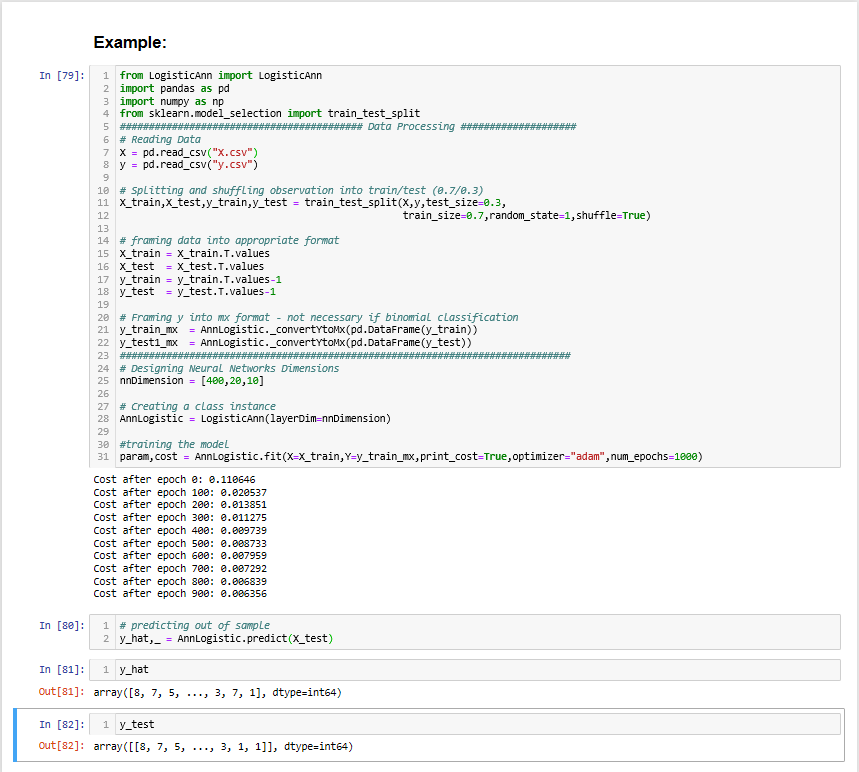 Example:
In [79]:
1 from LogisticAnn import LogisticAnn
2 import pandas as pd
3 import numpy as np
4 from sklearn.model_selection import train_test_split
5 ########################################## Data Processing ####################
6 # Reading Data
7 X = pd.read_csv("X.csv")
8 y = pd.read_csv("y.csv")
9
10 # Splitting and shuffling observation into train/test (0.7/0.3)
11 X_train,X_test,y_train,y_test = train_test_split(X,y,test_size=0.3,
12 train_size=0.7,random_state=1,shuffle=True)
13
14 # framing data into appropriate format
15 X_train = X_train.T.values
16 X_test  = X_test.T.values
17 y_train = y_train.T.values-1
18 y_test  = y_test.T.values-1
19
20 # Framing y into mx format - not necessary if binomial classification
21 y_train_mx  = AnnLogistic._convertYtoMx(pd.DataFrame(y_train))
22 y_test1_mx  = AnnLogistic._convertYtoMx(pd.DataFrame(y_test))
23 ##############################################################################
24 # Designing Neural Networks Dimensions
25 nnDimension = [400,20,10]
26
27 # Creating a class instance
28 AnnLogistic = LogisticAnn(layerDim=nnDimension)
29
30 #training the model
31 param,cost = AnnLogistic.fit(X=X_train,Y=y_train_mx,print_cost=True,optimizer="adam",num_epochs=1000)
Cost after epoch 0: 0.110646
Cost after epoch 100: 0.020537
Cost after epoch 200: 0.013851
Cost after epoch 300: 0.011275
Cost after epoch 400: 0.009739
Cost after epoch 500: 0.008733
Cost after epoch 600: 0.007959
Cost after epoch 700: 0.007292
Cost after epoch 800: 0.006839
Cost after epoch 900: 0.006356
In [80]:
1 # predicting out of sample
2 y_hat,_ = AnnLogistic.predict(X_test)
In [81]:
1 y_hat
Out[81]: array([8, 7, 5, ..., 3, 7, 1], dtype=int64)
In [82]:
1 y_test
Out[82]: array([[8, 7, 5, ..., 3, 1, 1]], dtype=int64)